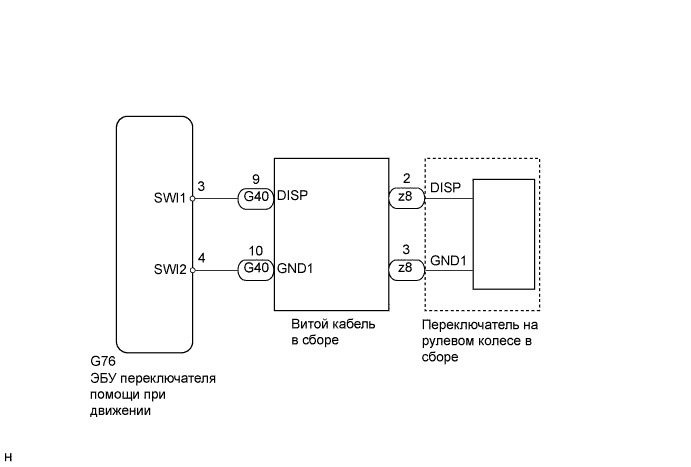 SWI1
3
9
G40
DISP
2
z8
DISP
SWI2
4
10
G40
GND1
3
z8
GND1
G76
ЭБУ переключателя
помощи при
движении
Витой кабель
в сборе
Переключатель на
рулевом колесе в
сборе
H